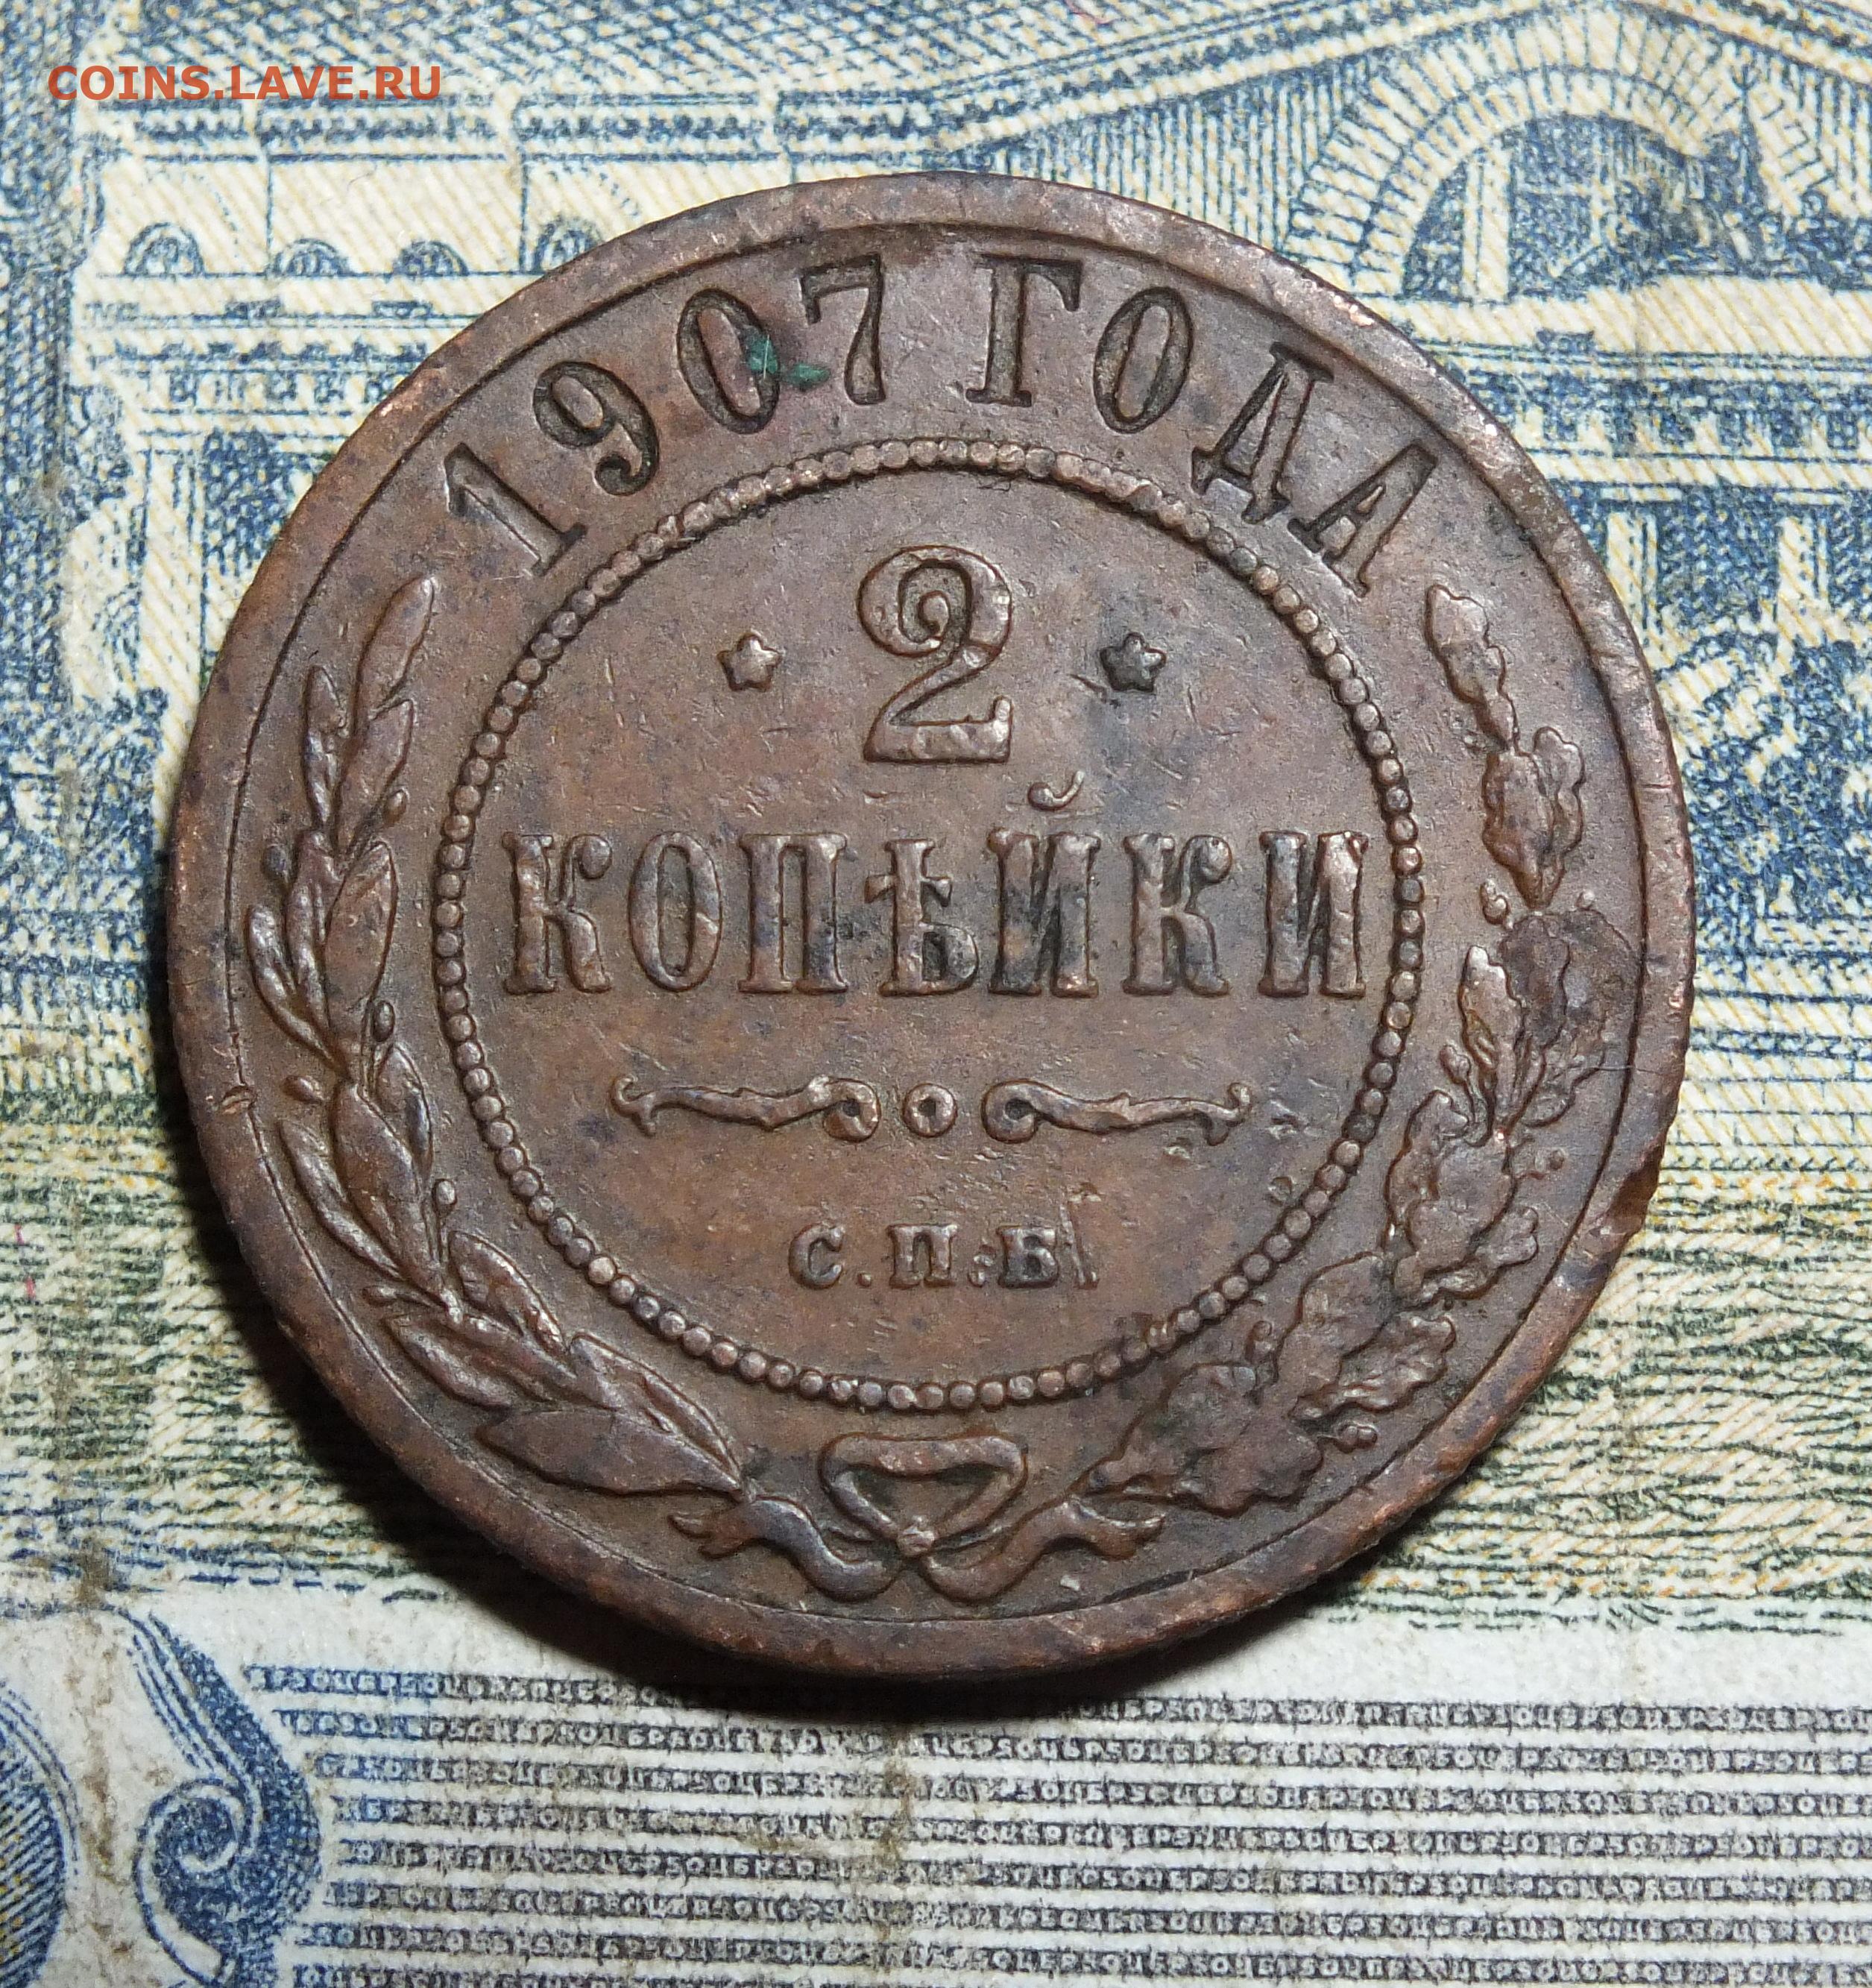 COINS.LAVE.RU
1907 ГОДА
2
КОПѢЙКИ
С.П.Б.